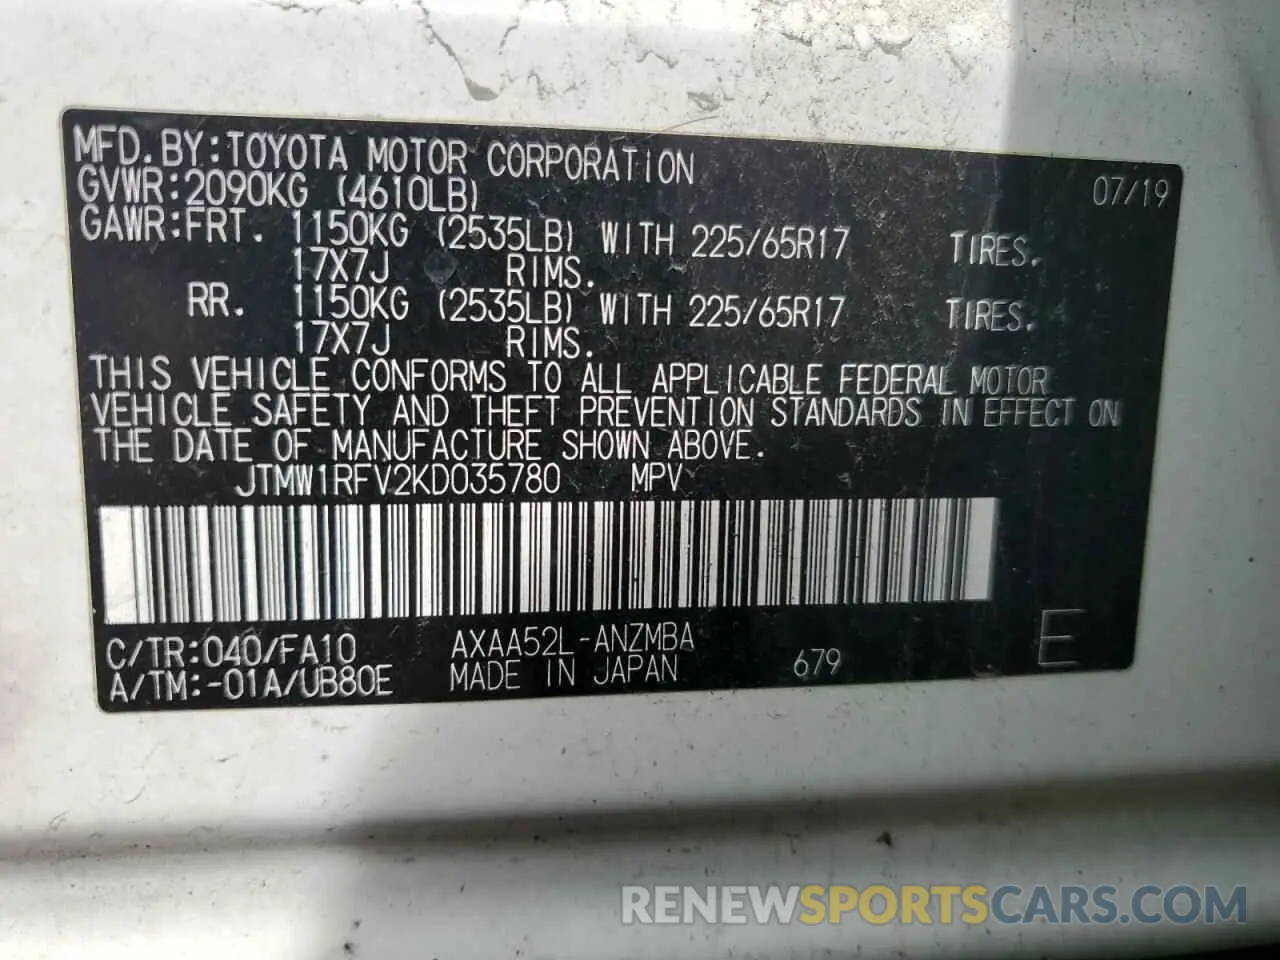 MFD.BY:TOYOTA MOTOR CORPORATION 07/19
GVWR:2090KG (4610LB)
GAWR:FRT. 1150KG (2535LB) WITH 225/65R17 TIRES.
17X7J RIMS.
RR. 1150KG (2535LB) WITH 225/65R17 TIRES.
17X7J RIMS.
THIS VEHICLE CONFORMS TO ALL APPLICABLE FEDERAL MOTOR
VEHICLE SAFETY AND THEFT PREVENTION STANDARDS IN EFFECT ON
THE DATE OF MANUFACTURE SHOWN ABOVE.
JTMW1RFV2KD035780 MPV
C/TR:040/FA10 AXAA52L-ANZMBA
A/TM:-01A/UB80E MADE IN JAPAN 679 E
RENEWSPORTSCARS.COM